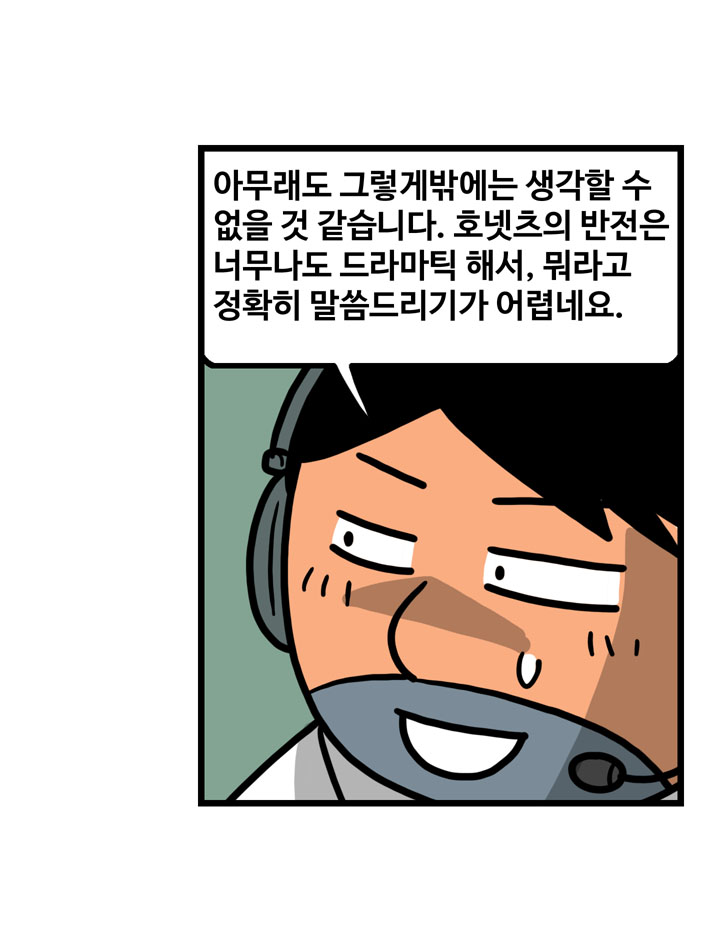 아무래도 그렇게밖에는 생각할 수
없을 것 같습니다. 호넷츠의 반전은
너무나도 드라마틱 해서, 뭐라고
정확히 말씀드리기가 어렵네요.